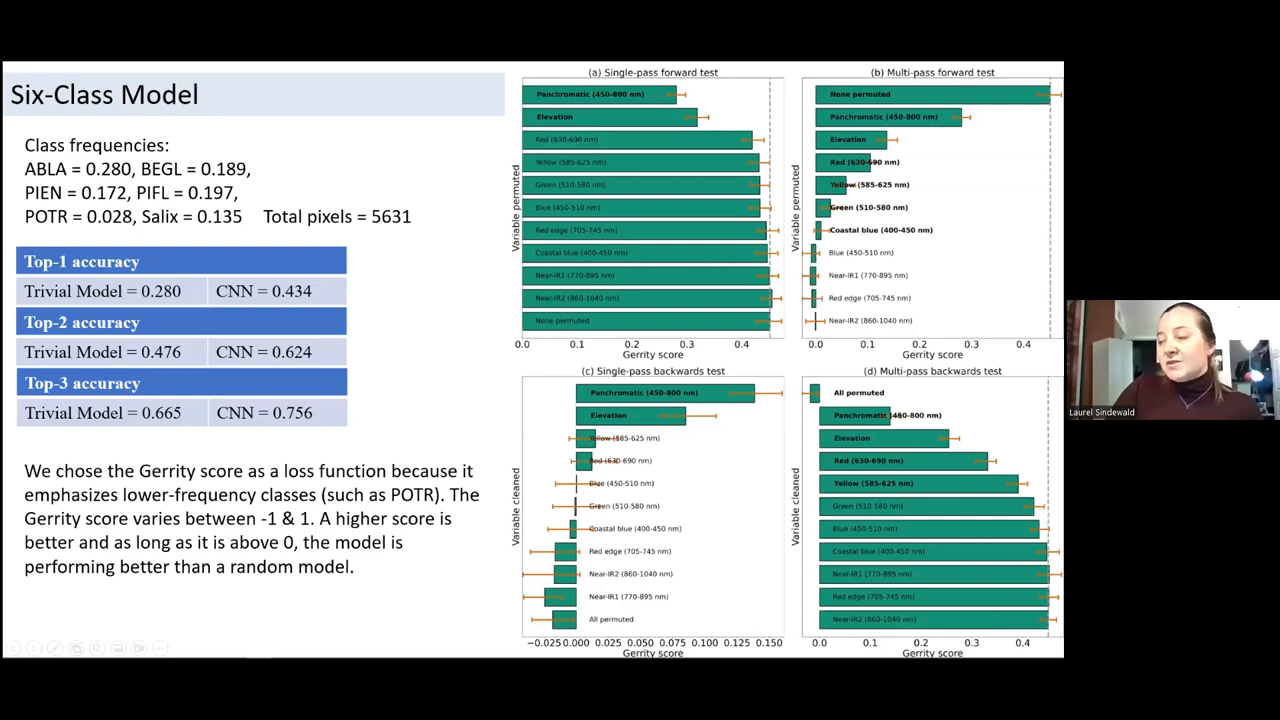 Six-Class Model
Class frequencies:
ABLA = 0.280, BEGL = 0.189,
PIEN = 0.172, PIFL = 0.197,
POTR = 0.028, Salix = 0.135 Total pixels = 5631
Top-1 accuracy
Trivial Model = 0.280 CNN = 0.434
Top-2 accuracy
Trivial Model = 0.476 CNN = 0.624
Top-3 accuracy
Trivial Model = 0.665 CNN = 0.756
We chose the Gerrity score as a loss function because it
emphasizes lower-frequency classes (such as POTR). The
Gerrity score varies between -1 & 1. A higher score is
better and as long as it is above 0, the model is
performing better than a random model.
(a) Single-pass forward test
Variable permuted
Panchromatic (450-800 nm)
Elevation
Red (630-690 nm)
Yellow (585-625 nm)
Green (510-580 nm)
Blue (450-510 nm)
Red edge (705-745 nm)
Coastal blue (400-450 nm)
Near-IR1 (770-895 nm)
Near-IR2 (860-1040 nm)
None permuted
0.0 0.1 0.2 0.3 0.4
Gerrity score
(b) Multi-pass forward test
Variable permuted
None permuted
Panchromatic (450-800 nm)
Elevation
Red (630-690 nm)
Yellow (585-625 nm)
Green (510-580 nm)
Coastal blue (400-450 nm)
Blue (450-510 nm)
Near-IR1 (770-895 nm)
Red edge (705-745 nm)
Near-IR2 (860-1040 nm)
0.0 0.1 0.2 0.3 0.4
Gerrity score
(c) Single-pass backwards test
Variable cleaned
Panchromatic (450-800 nm)
Elevation
Yellow (585-625 nm)
Red (630-690 nm)
Blue (450-510 nm)
Green (510-580 nm)
Coastal blue (400-450 nm)
Red edge (705-745 nm)
Near-IR2 (860-1040 nm)
Near-IR1 (770-895 nm)
All permuted
−0.025 0.000 0.025 0.050 0.075 0.100 0.125 0.150
Gerrity score
(d) Multi-pass backwards test
Variable cleaned
All permuted
Panchromatic (450-800 nm)
Elevation
Red (630-690 nm)
Yellow (585-625 nm)
Green (510-580 nm)
Blue (450-510 nm)
Coastal blue (400-450 nm)
Near-IR1 (770-895 nm)
Red edge (705-745 nm)
Near-IR2 (860-1040 nm)
0.0 0.1 0.2 0.3 0.4
Gerrity score
Laurel Sindewald